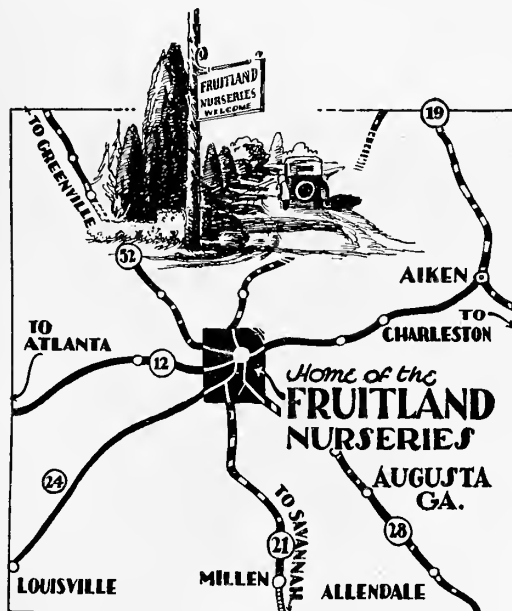 FRUITLAND
NURSERIES
WELCOME
19
TO GREENVILLE
52
AIKEN
TO
CHARLESTON
TO
ATLANTA
12
Home of the
FRUITLAND
NURSERIES
AUGUSTA
GA.
24
TO SAVANNAH
28
21
LOUISVILLE
MILLEN
ALLENDALE